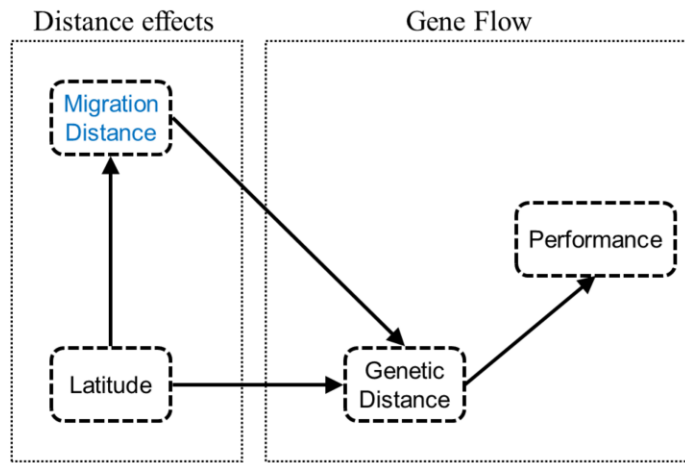 Distance effects
Gene Flow
Migration
Distance
Performance
Latitude
Genetic
Distance